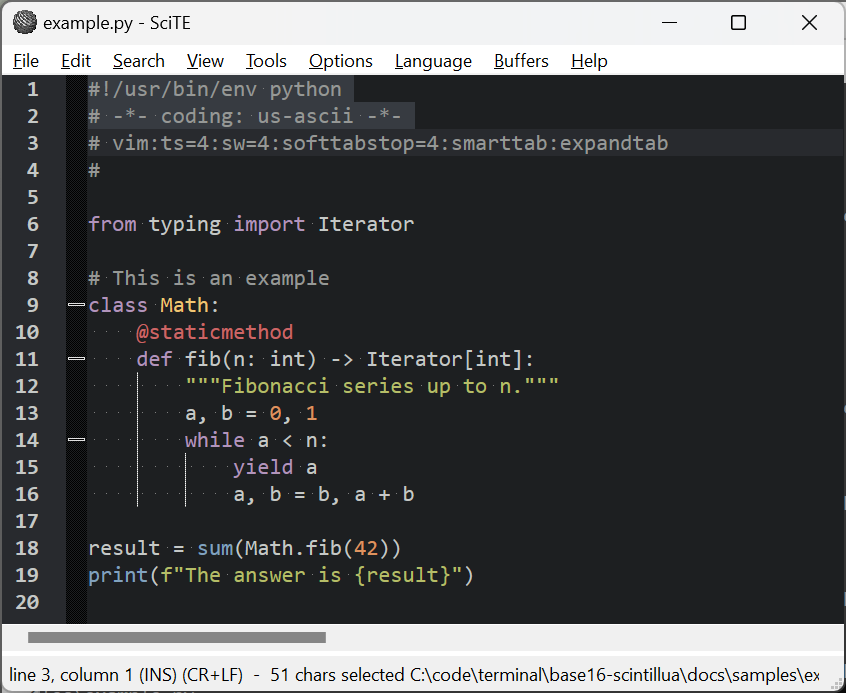 example.py - SciTE
File Edit Search View Tools Options Language Buffers Help
1 #!/usr/bin/env python
2 # -*- coding: us-ascii -*-
3 # vim:ts=4:sw=4:softtabstop=4:smarttab:expandtab
4 #
5
6 from typing import Iterator
7
8 # This is an example
9 class Math:
10     @staticmethod
11     def fib(n: int) -> Iterator[int]:
12         """Fibonacci series up to n."""
13         a, b = 0, 1
14         while a < n:
15             yield a
16             a, b = b, a + b
17
18 result = sum(Math.fib(42))
19 print(f"The answer is {result}")
20
line 3, column 1 (INS) (CR+LF) - 51 chars selected C:\code\terminal\base16-scintillua\docs\samples\ex